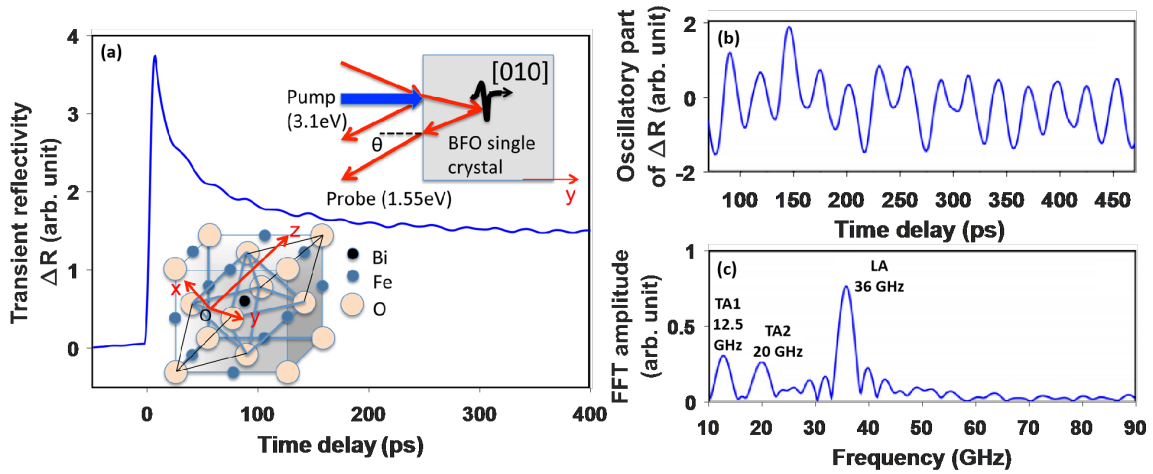 (a)
Transient reflectivity
△R (arb. unit)
4
3
2
1
0
0
100
200
300
400
Time delay (ps)
Pump
(3.1eV)
θ
[010]
BFO single
crystal
Probe (1.55eV)
y
z
x
O
y
Bi
Fe
O
(b)
Oscillatory part
of △R (arb. unit)
2
0
-2
100
150
200
250
300
350
400
450
Time delay (ps)
(c)
FFT amplitude
(arb. unit)
1
0.5
0
TA1
12.5
GHz
TA2
20 GHz
LA
36 GHz
10
20
30
40
50
60
70
80
90
Frequency (GHz)